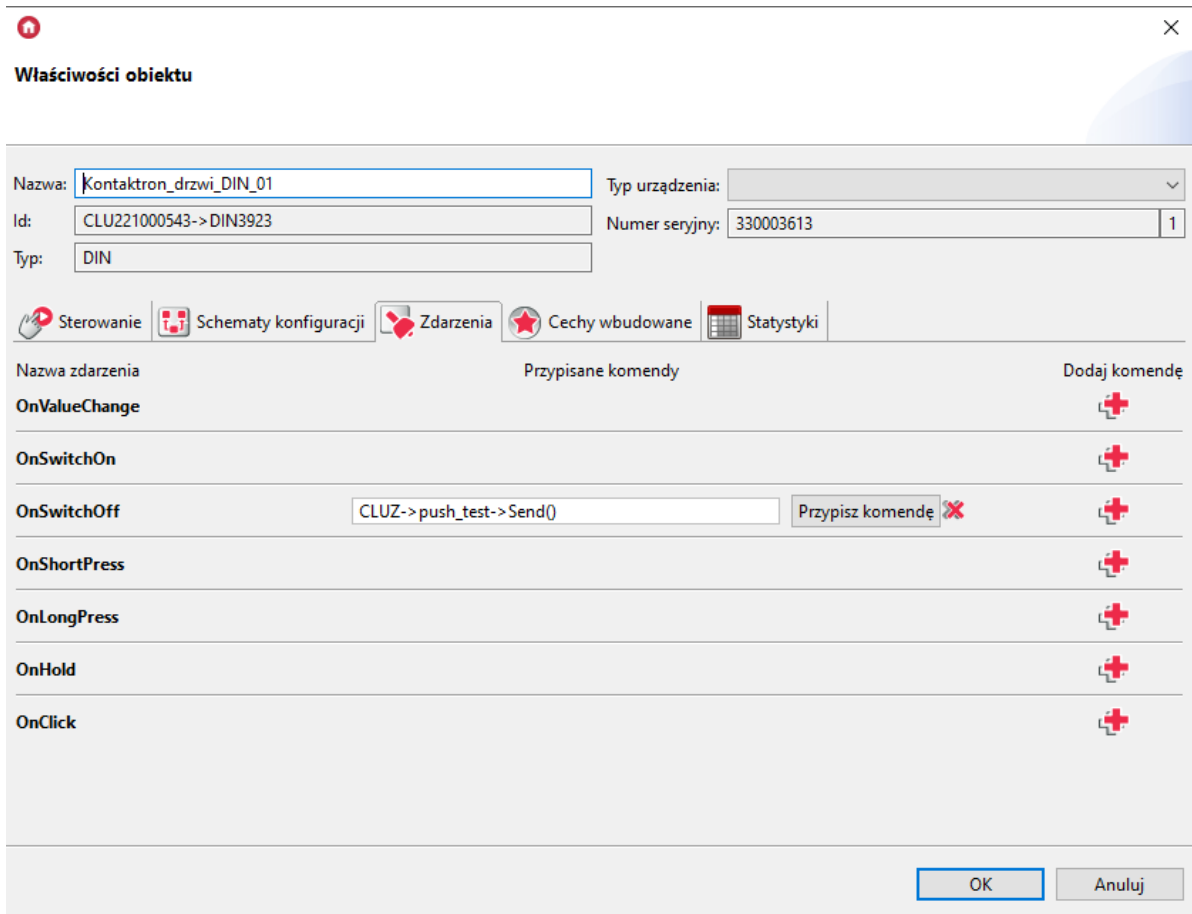 Właściwości obiektu
Nazwa: Kontaktron_drzwi_DIN_01 Typ urządzenia:
Id: CLU221000543->DIN3923 Numer seryjny: 330003613 1
Typ: DIN
Sterowanie Schematy konfiguracji Zdarzenia Cechy wbudowane Statystyki
Nazwa zdarzenia Przypisane komendy Dodaj komendę
OnValueChange
OnSwitchOn
OnSwitchOff CLUZ->push_test->Send() Przypisz komendę
OnShortPress
OnLongPress
OnHold
OnClick
OK Anuluj